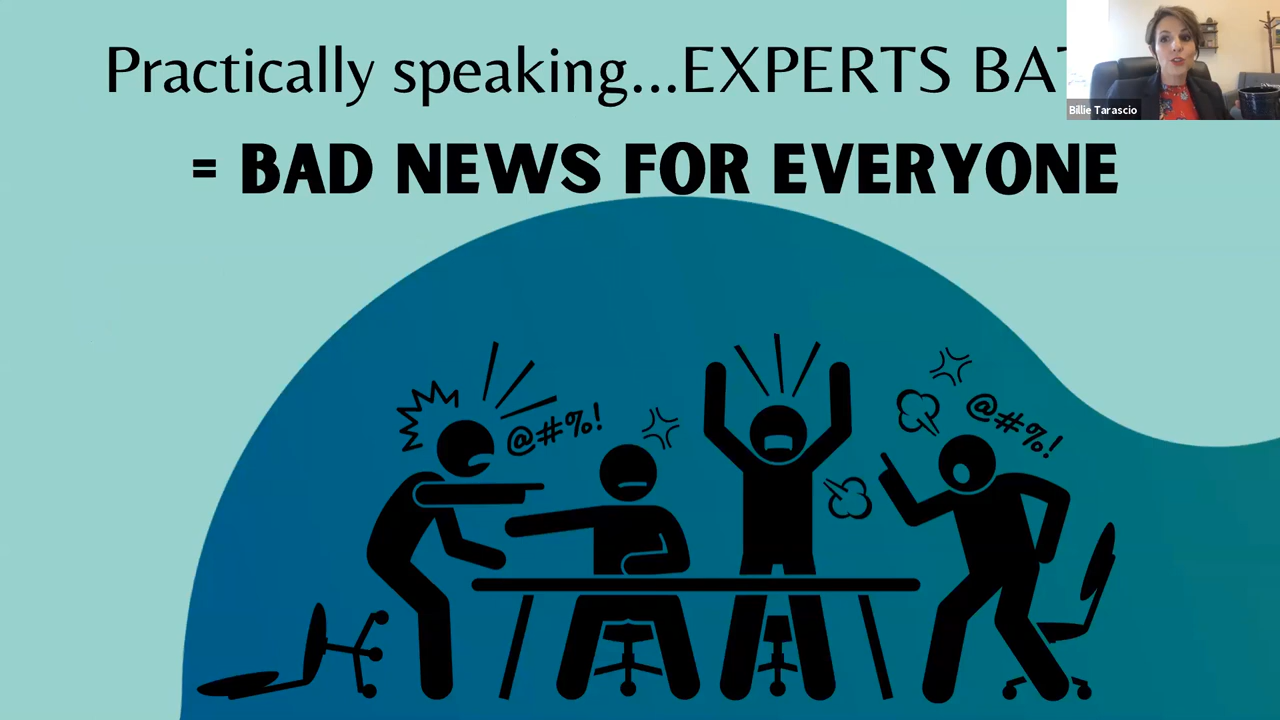 Practically speaking...EXPERTS BAT
= BAD NEWS FOR EVERYONE
Billie Tarascio
@#%!
@#%!